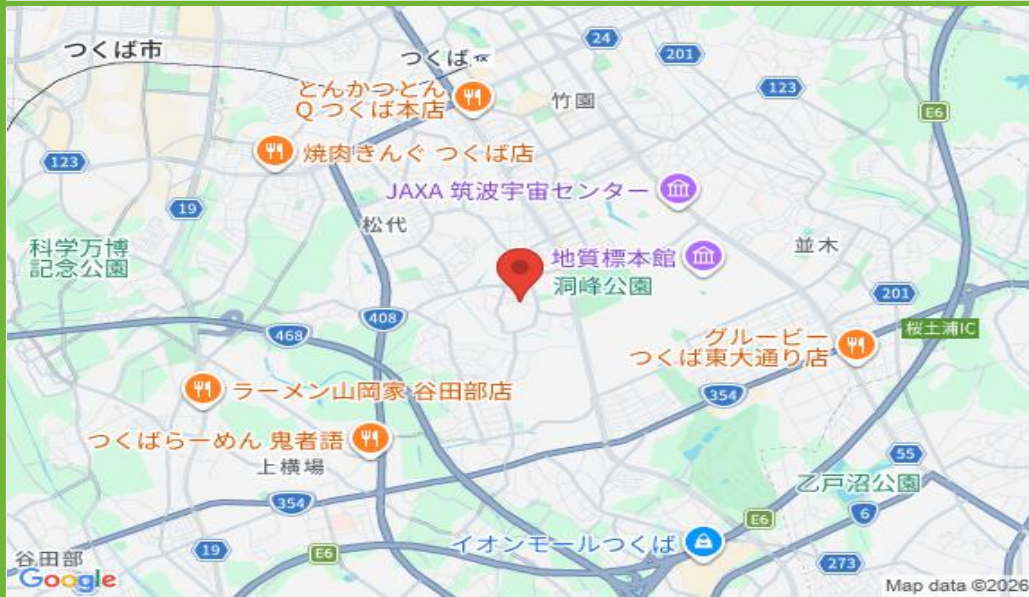 つくば市
つくば
24
201
とんかつとん
Q つくば本店
竹園
123
E6
焼肉きんぐ つくば店
123
JAXA 筑波宇宙センター
19
松代
科学万博
記念公園
地質標本館
並木
洞峰公園
201
408
468
桜土浦IC
グルービー
つくば東大通り店
ラーメン山岡家 谷田部店
354
つくばらーめん 鬼者語
上横場
55
乙戸沼公園
354
6
E6
イオンモールつくば
19
E6
谷田部
273
Google
Map data ©2026